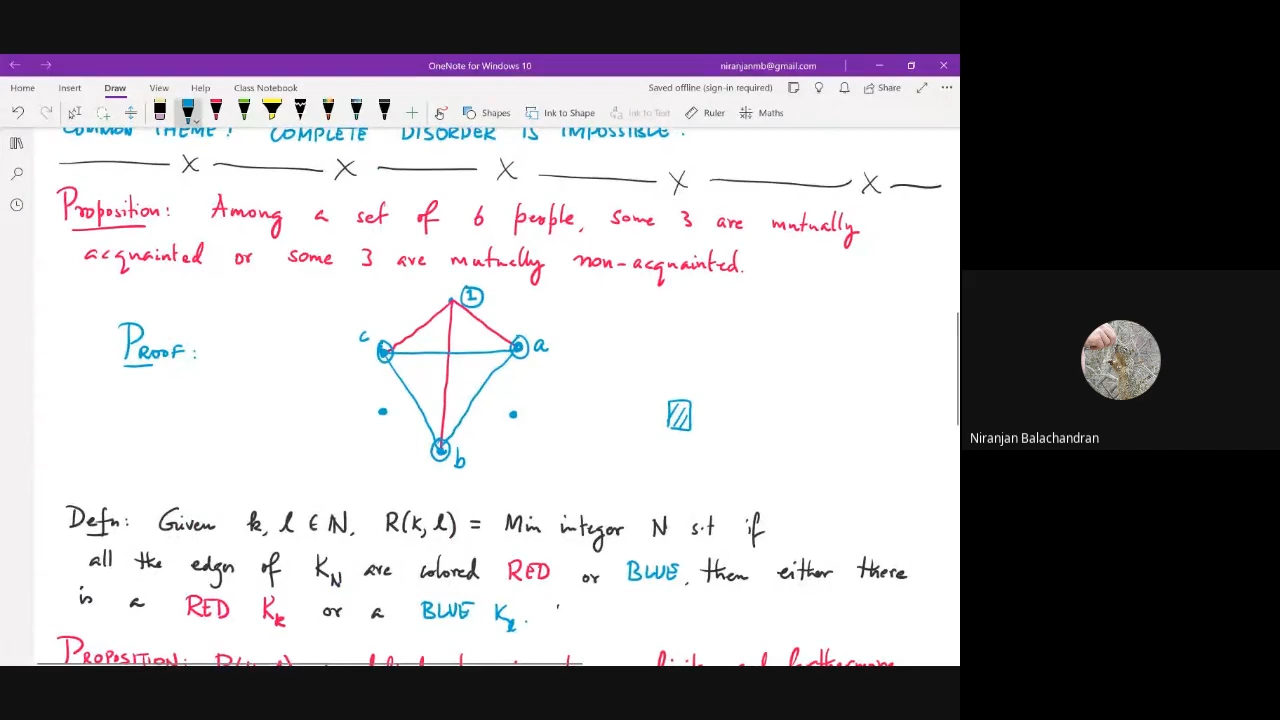 OneNote for Windows 10
niranjanmb@gmail.com
Home Insert Draw View Help Class Notebook
Saved offline (sign-in required)
Share
Shapes Ink to Shape Ink to Text Ruler Maths
COMMON THEME: COMPLETE DISORDER IS IMPOSSIBLE.
X X X X X
Proposition: Among a set of 6 people, some 3 are mutually
acquainted or some 3 are mutually non-acquainted.
1
PROOF:
c a
b
Niranjan Balachandran
Defn: Given k, l ∈ N, R(k, l) = Min integer N s.t if
all the edges of K_N are colored RED or BLUE, then either there
is a RED K_k or a BLUE K_l.
PROPOSITION: